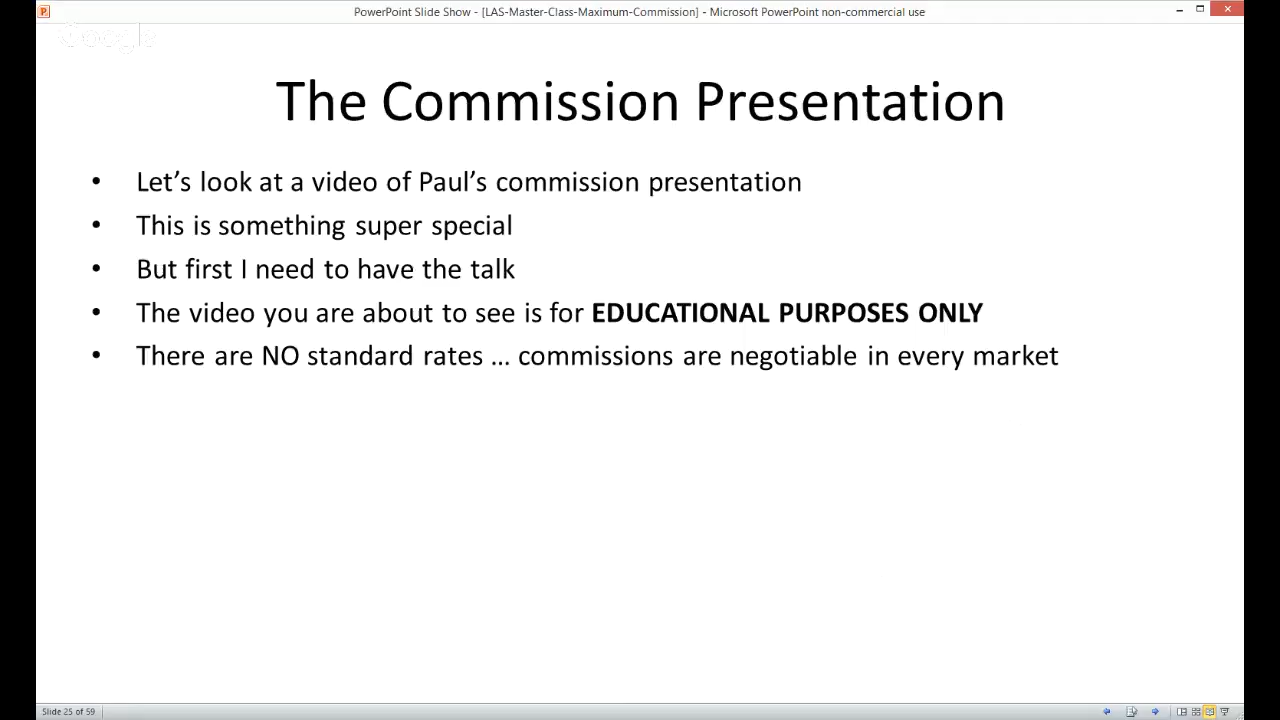 PowerPoint Slide Show - [LAS-Master-Class-Maximum-Commission] - Microsoft PowerPoint non-commercial use
Google
The Commission Presentation
• Let’s look at a video of Paul’s commission presentation
• This is something super special
• But first I need to have the talk
• The video you are about to see is for EDUCATIONAL PURPOSES ONLY
• There are NO standard rates … commissions are negotiable in every market
Slide 25 of 59